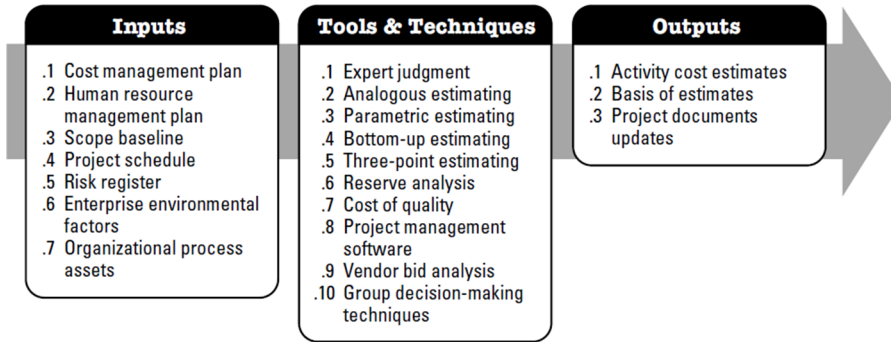 Inputs
.1 Cost management plan
.2 Human resource
management plan
.3 Scope baseline
.4 Project schedule
.5 Risk register
.6 Enterprise environmental
factors
.7 Organizational process
assets
Tools & Techniques
.1 Expert judgment
.2 Analogous estimating
.3 Parametric estimating
.4 Bottom-up estimating
.5 Three-point estimating
.6 Reserve analysis
.7 Cost of quality
.8 Project management
software
.9 Vendor bid analysis
.10 Group decision-making
techniques
Outputs
.1 Activity cost estimates
.2 Basis of estimates
.3 Project documents
updates